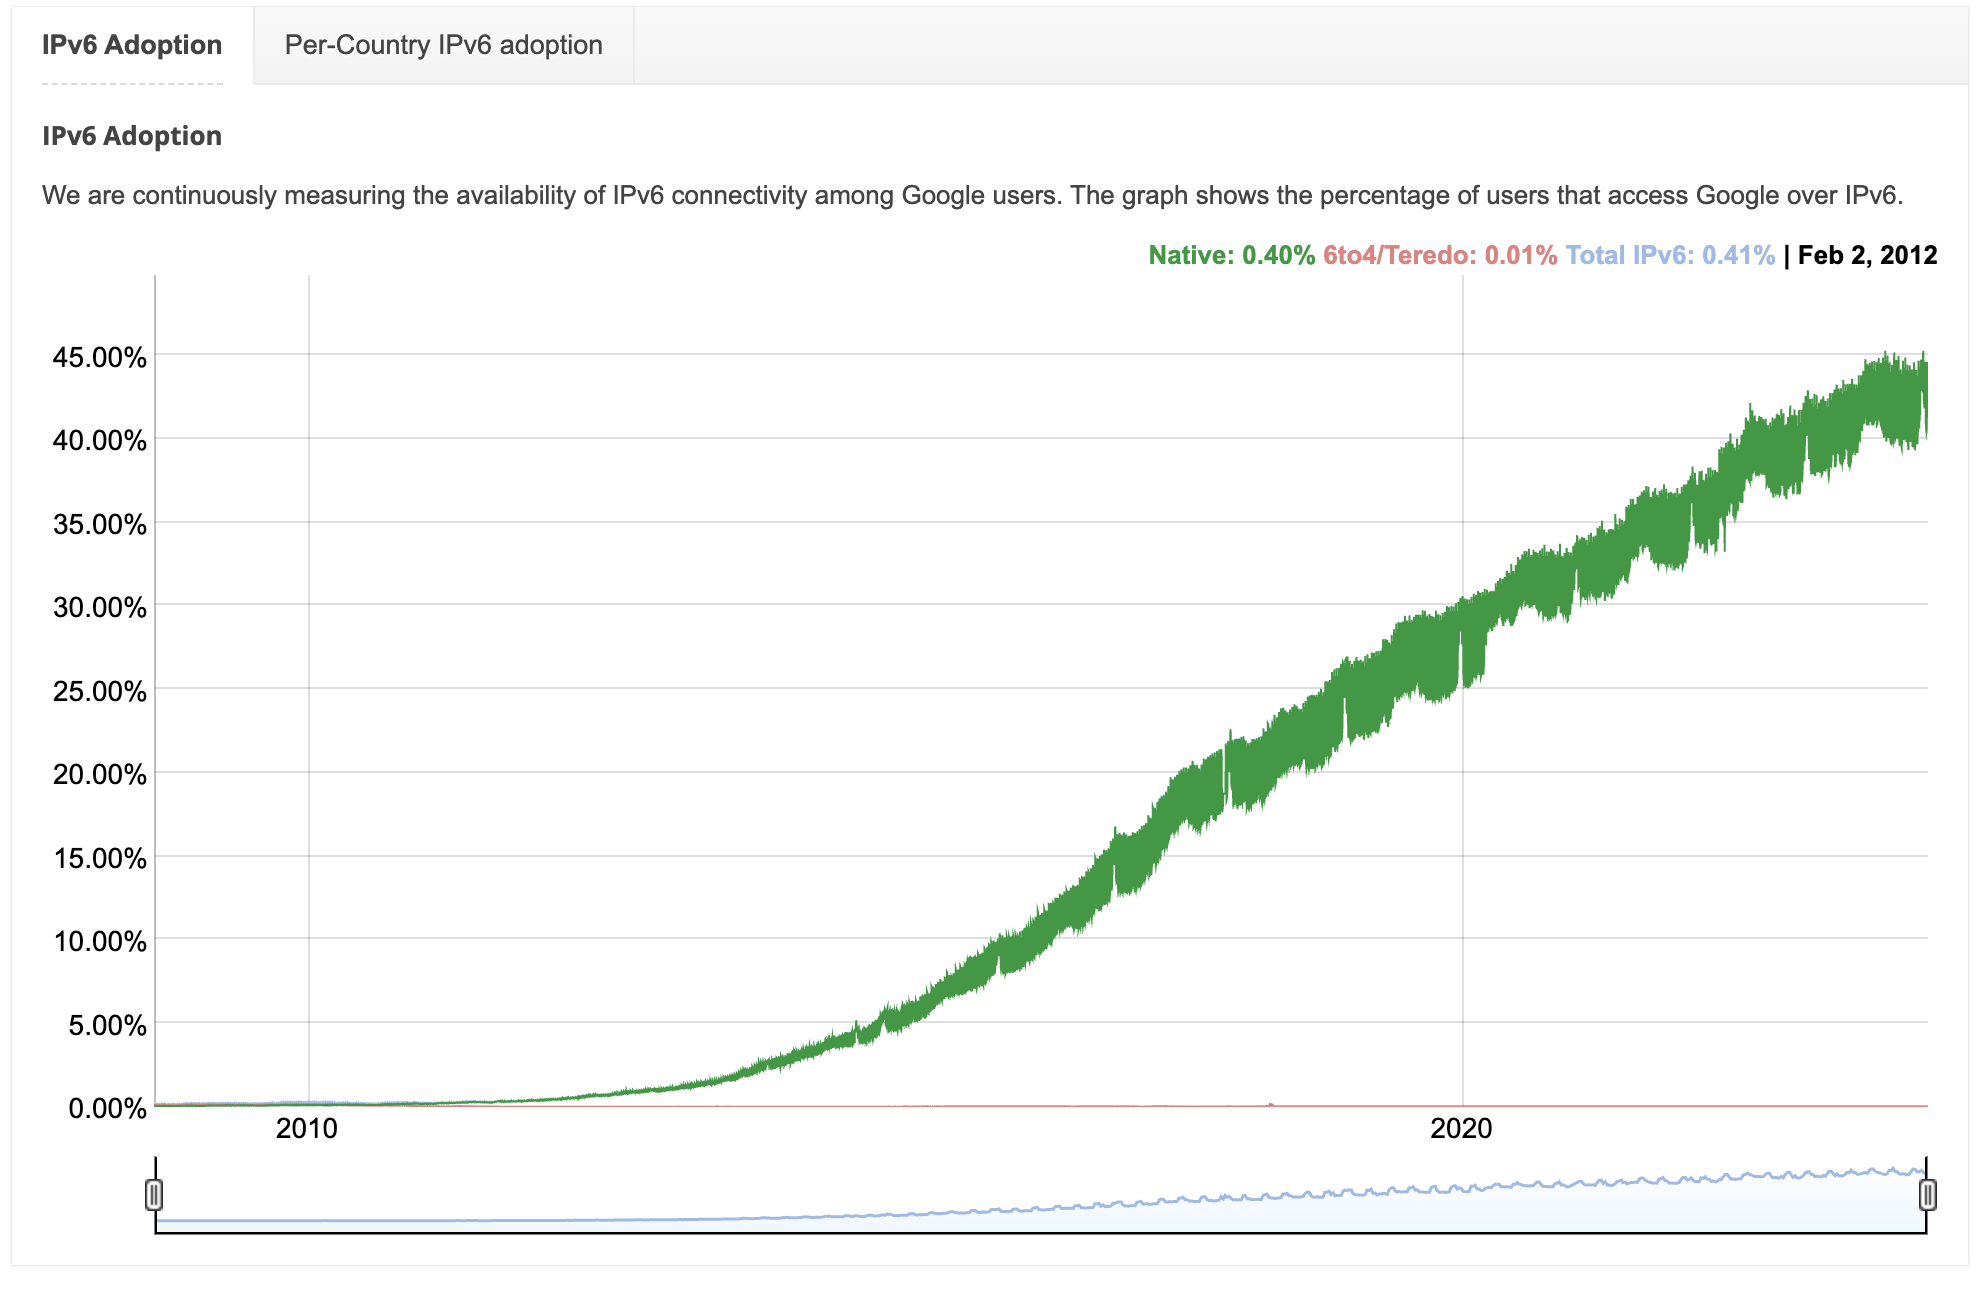 IPv6 Adoption
Per-Country IPv6 adoption
IPv6 Adoption
We are continuously measuring the availability of IPv6 connectivity among Google users. The graph shows the percentage of users that access Google over IPv6.
Native: 0.40% 6to4/Teredo: 0.01% Total IPv6: 0.41% | Feb 2, 2012
45.00%
40.00%
35.00%
30.00%
25.00%
20.00%
15.00%
10.00%
5.00%
0.00%
2010
2020